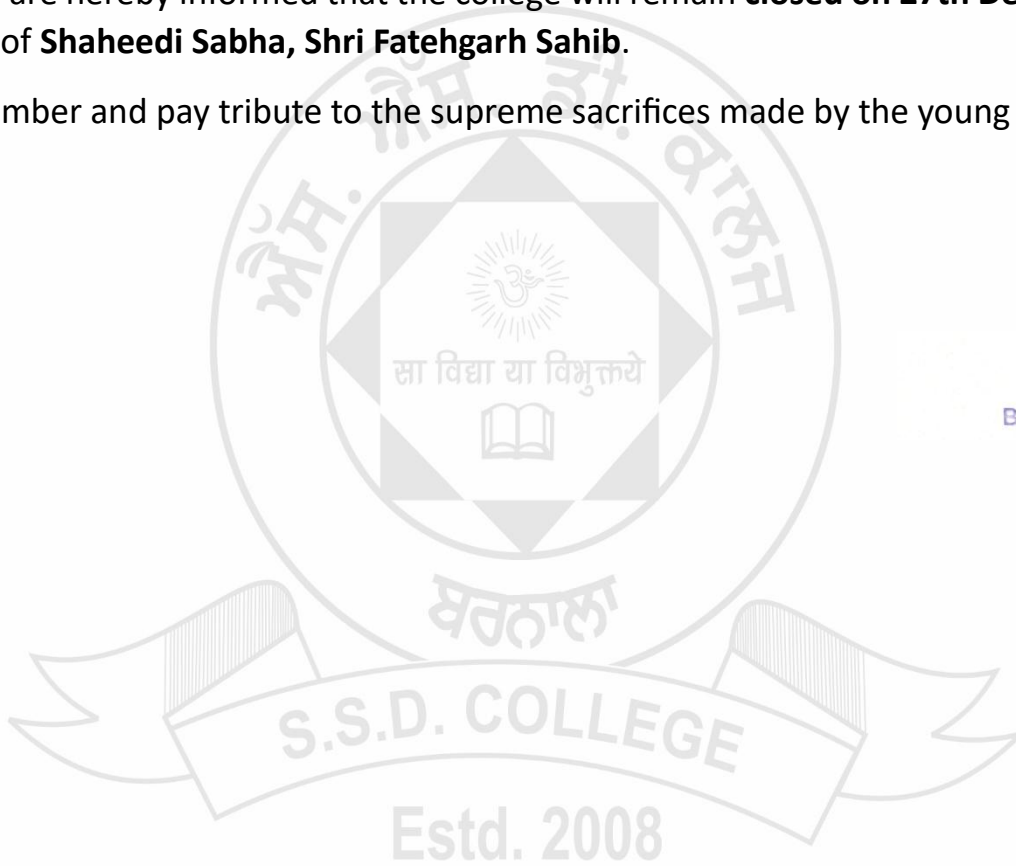 are hereby informed that the college will remain closed on 27th De
of Shaheedi Sabha, Shri Fatehgarh Sahib.
mber and pay tribute to the supreme sacrifices made by the young
ਐੱਸ. ਐੱਸ ਡੀ. ਕਾਲਜ
सा विद्या या विभुक्तये
B
ਬਰਨਾਲਾ
S.S.D. COLLEGE
Estd. 2008